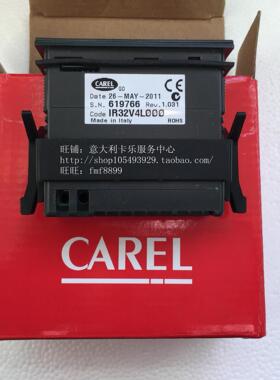 CAREL GD
Date 26-MAY-2011
S.N. 619766 Rev. 1.031
Code IR32V4L000
Made in Italy ROHS
旺铺：意大利卡乐服务中心
http://shop105493929.taobao.com/
旺旺：fmf8899
CAREL